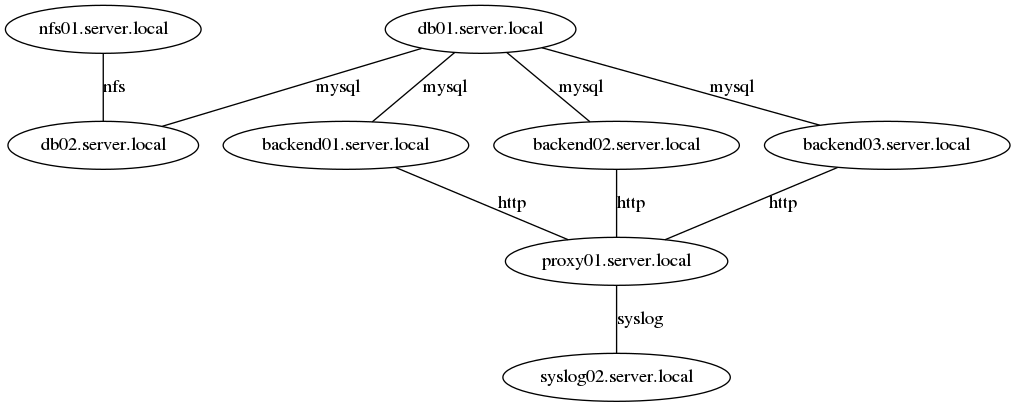 nfs01.server.local
db01.server.local
nfs
mysql
mysql
mysql
mysql
db02.server.local
backend01.server.local
backend02.server.local
backend03.server.local
http
http
http
proxy01.server.local
syslog
syslog02.server.local